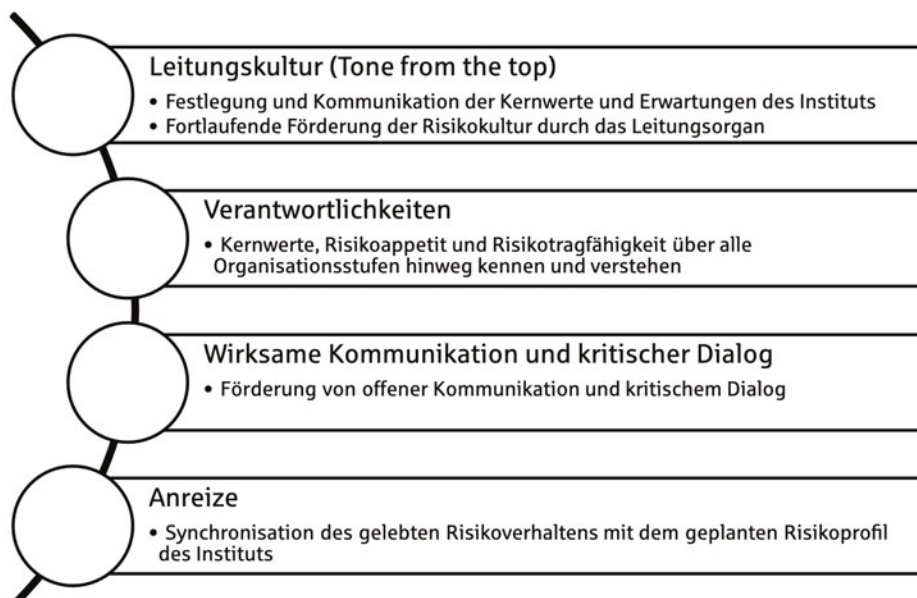 Leitungskultur (Tone from the top)
• Festlegung und Kommunikation der Kernwerte und Erwartungen des Instituts
• Fortlaufende Förderung der Risikokultur durch das Leitungsorgan
Verantwortlichkeiten
• Kernwerte, Risikoappetit und Risikotragfähigkeit über alle
Organisationsstufen hinweg kennen und verstehen
Wirksame Kommunikation und kritischer Dialog
• Förderung von offener Kommunikation und kritischem Dialog
Anreize
• Synchronisation des gelebten Risikoverhaltens mit dem geplanten Risikoprofil
des Instituts